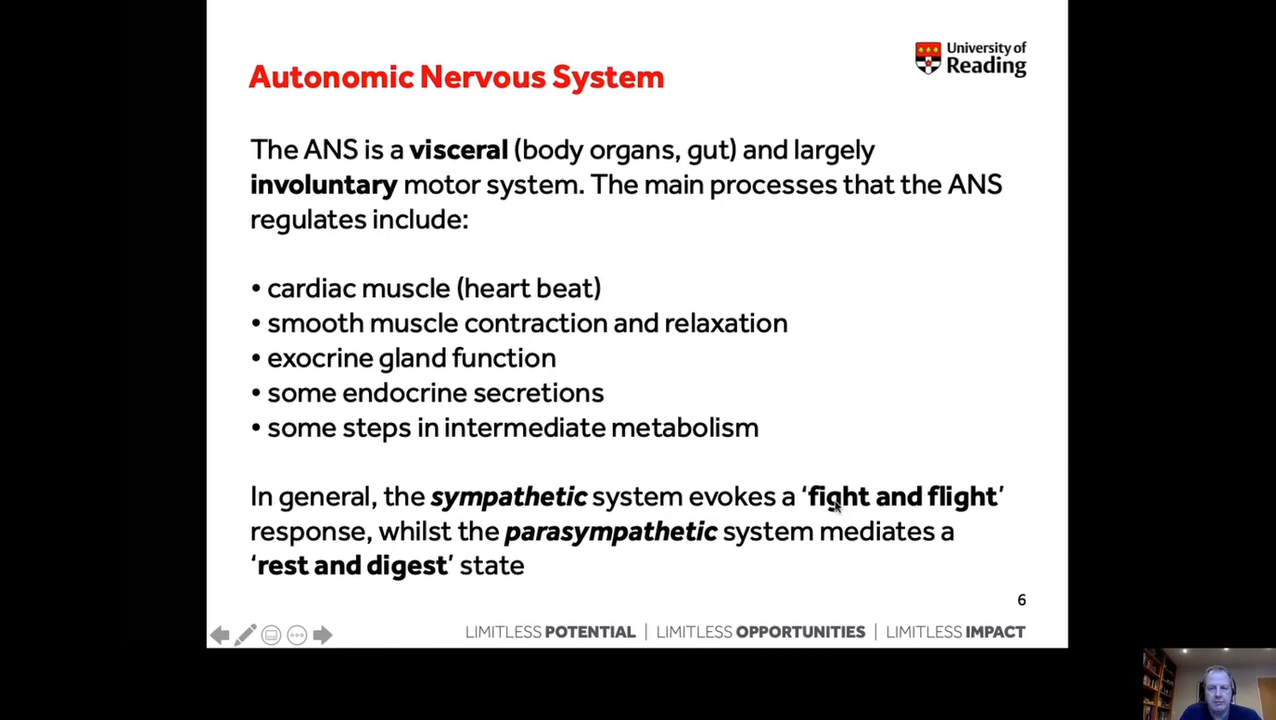 University of
Reading
Autonomic Nervous System
The ANS is a visceral (body organs, gut) and largely
involuntary motor system. The main processes that the ANS
regulates include:
• cardiac muscle (heart beat)
• smooth muscle contraction and relaxation
• exocrine gland function
• some endocrine secretions
• some steps in intermediate metabolism
In general, the sympathetic system evokes a ‘fight and flight’
response, whilst the parasympathetic system mediates a
‘rest and digest’ state
6
LIMITLESS POTENTIAL | LIMITLESS OPPORTUNITIES | LIMITLESS IMPACT